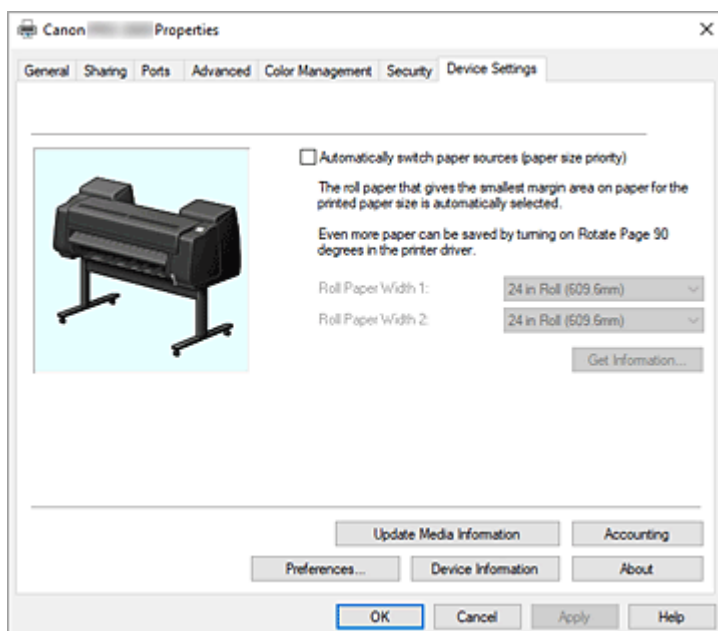 Canon Properties
General Sharing Ports Advanced Color Management Security Device Settings
Automatically switch paper sources (paper size priority)
The roll paper that gives the smallest margin area on paper for the
printed paper size is automatically selected.
Even more paper can be saved by turning on Rotate Page 90
degrees in the printer driver.
Roll Paper Width 1: 24 in Roll (609.6mm)
Roll Paper Width 2: 24 in Roll (609.6mm)
Get Information...
Update Media Information Accounting
Preferences... Device Information About
OK Cancel Apply Help